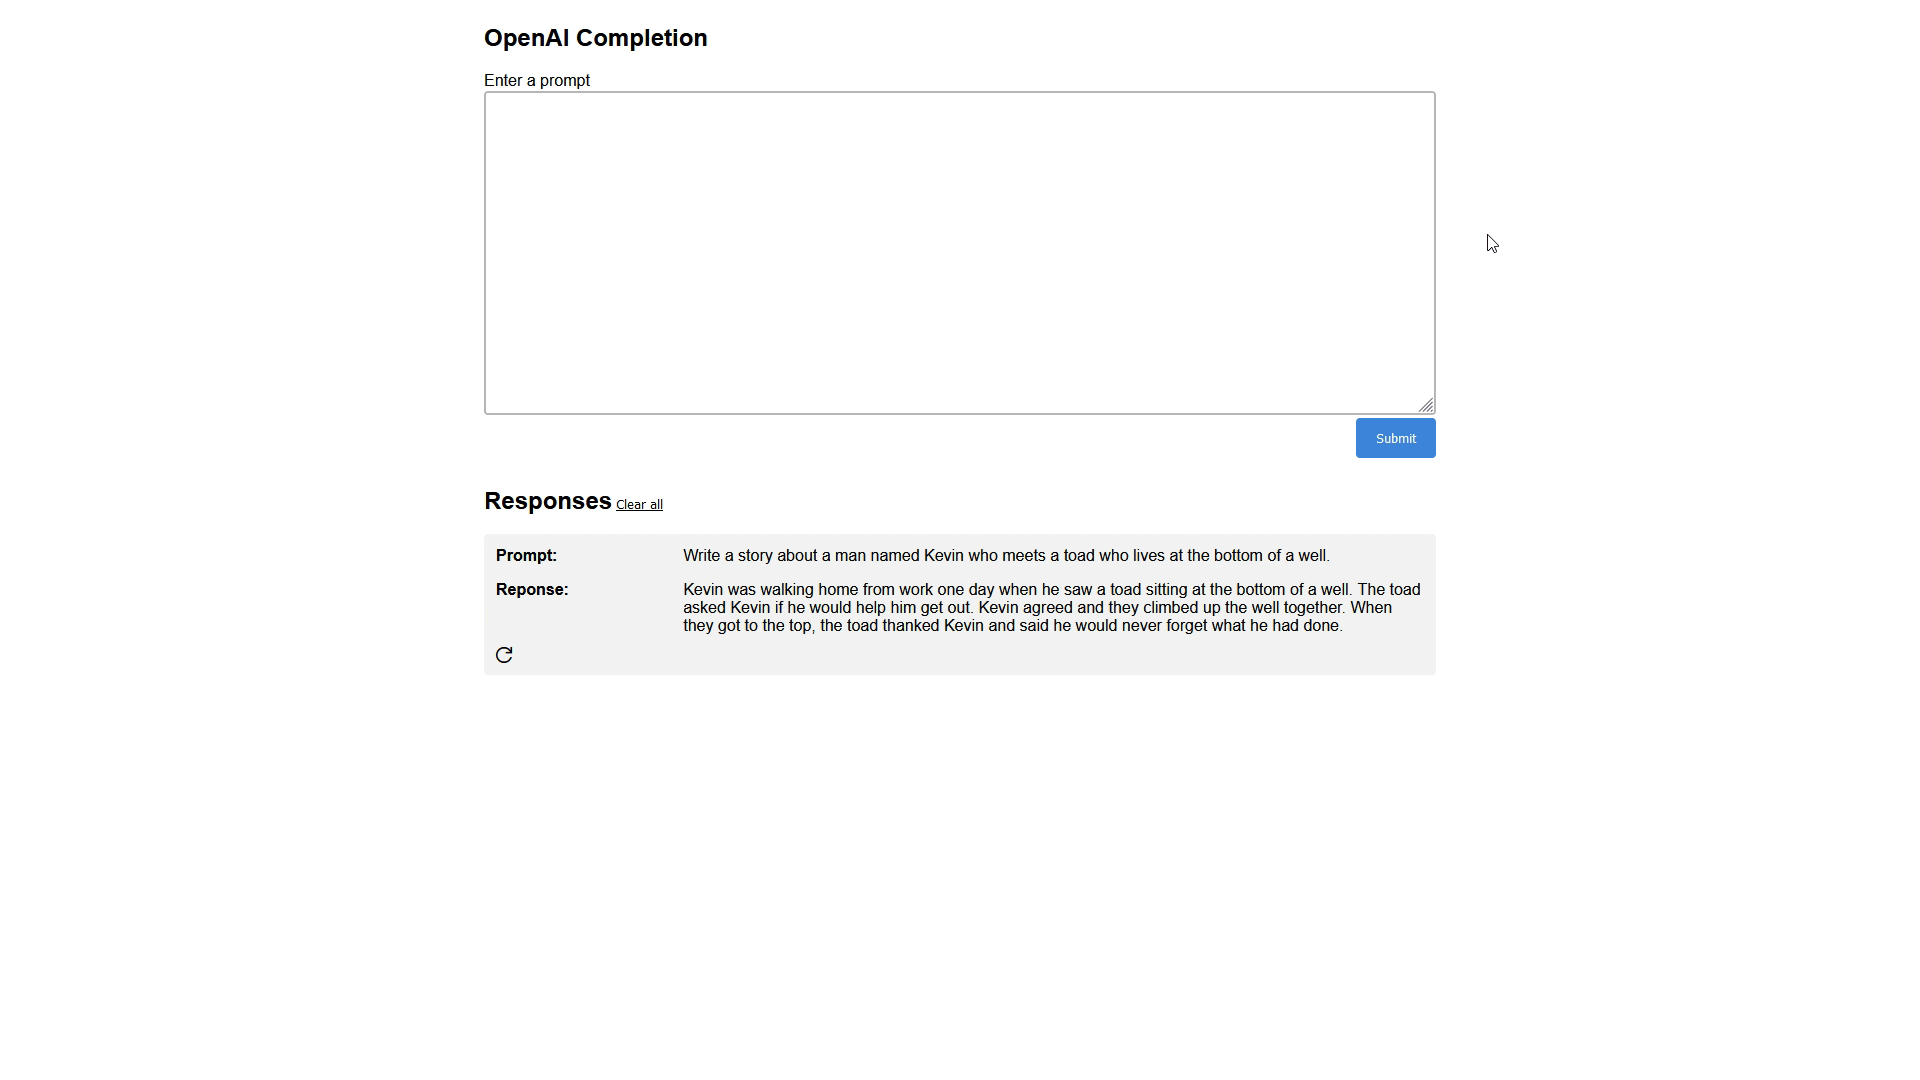 OpenAI Completion
Enter a prompt
Submit
Responses Clear all
Prompt: Write a story about a man named Kevin who meets a toad who lives at the bottom of a well.
Reponse: Kevin was walking home from work one day when he saw a toad sitting at the bottom of a well. The toad
asked Kevin if he would help him get out. Kevin agreed and they climbed up the well together. When
they got to the top, the toad thanked Kevin and said he would never forget what he had done.